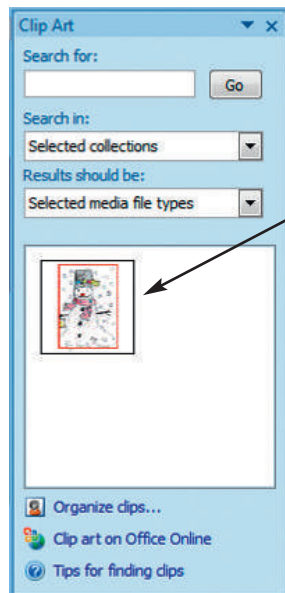 Clip Art
Search for:
Go
Search in:
Selected collections
Results should be:
Selected media file types
Organize clips...
Clip art on Office Online
Tips for finding clips